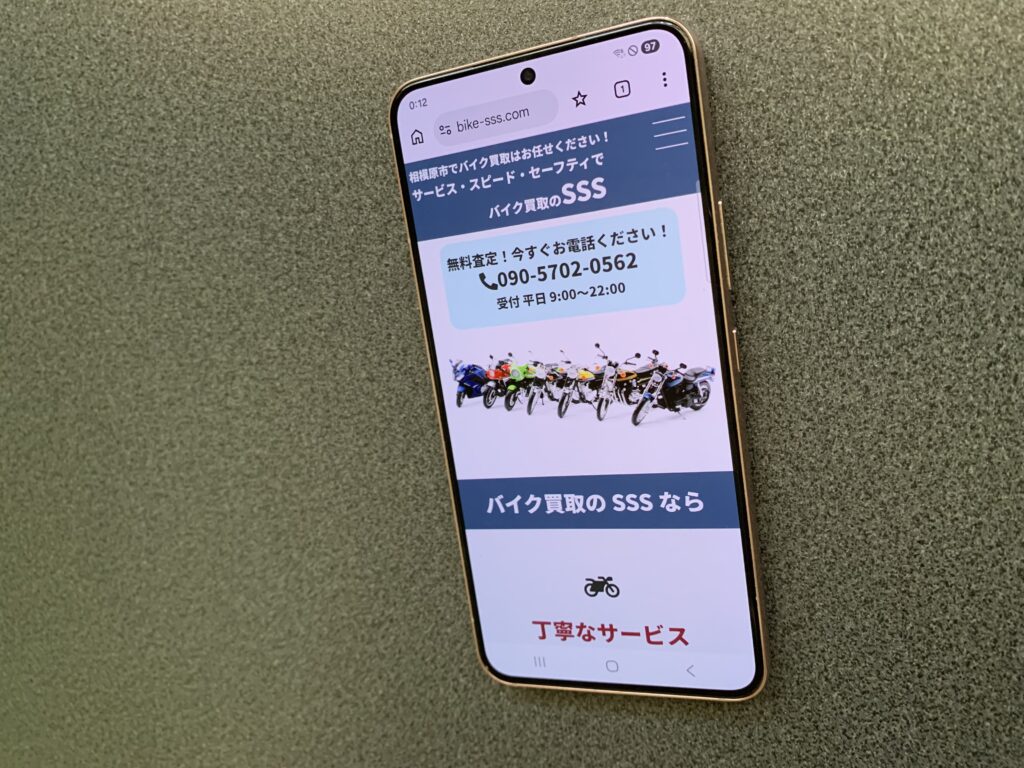 0:12
97
bike-sss.com
1
相模原市でバイク買取はお任せください！
サービス・スピード・セーフティで
バイク買取のSSS
無料査定！今すぐお電話ください！
090-5702-0562
受付 平日 9:00～22:00
バイク買取の SSS なら
丁寧なサービス